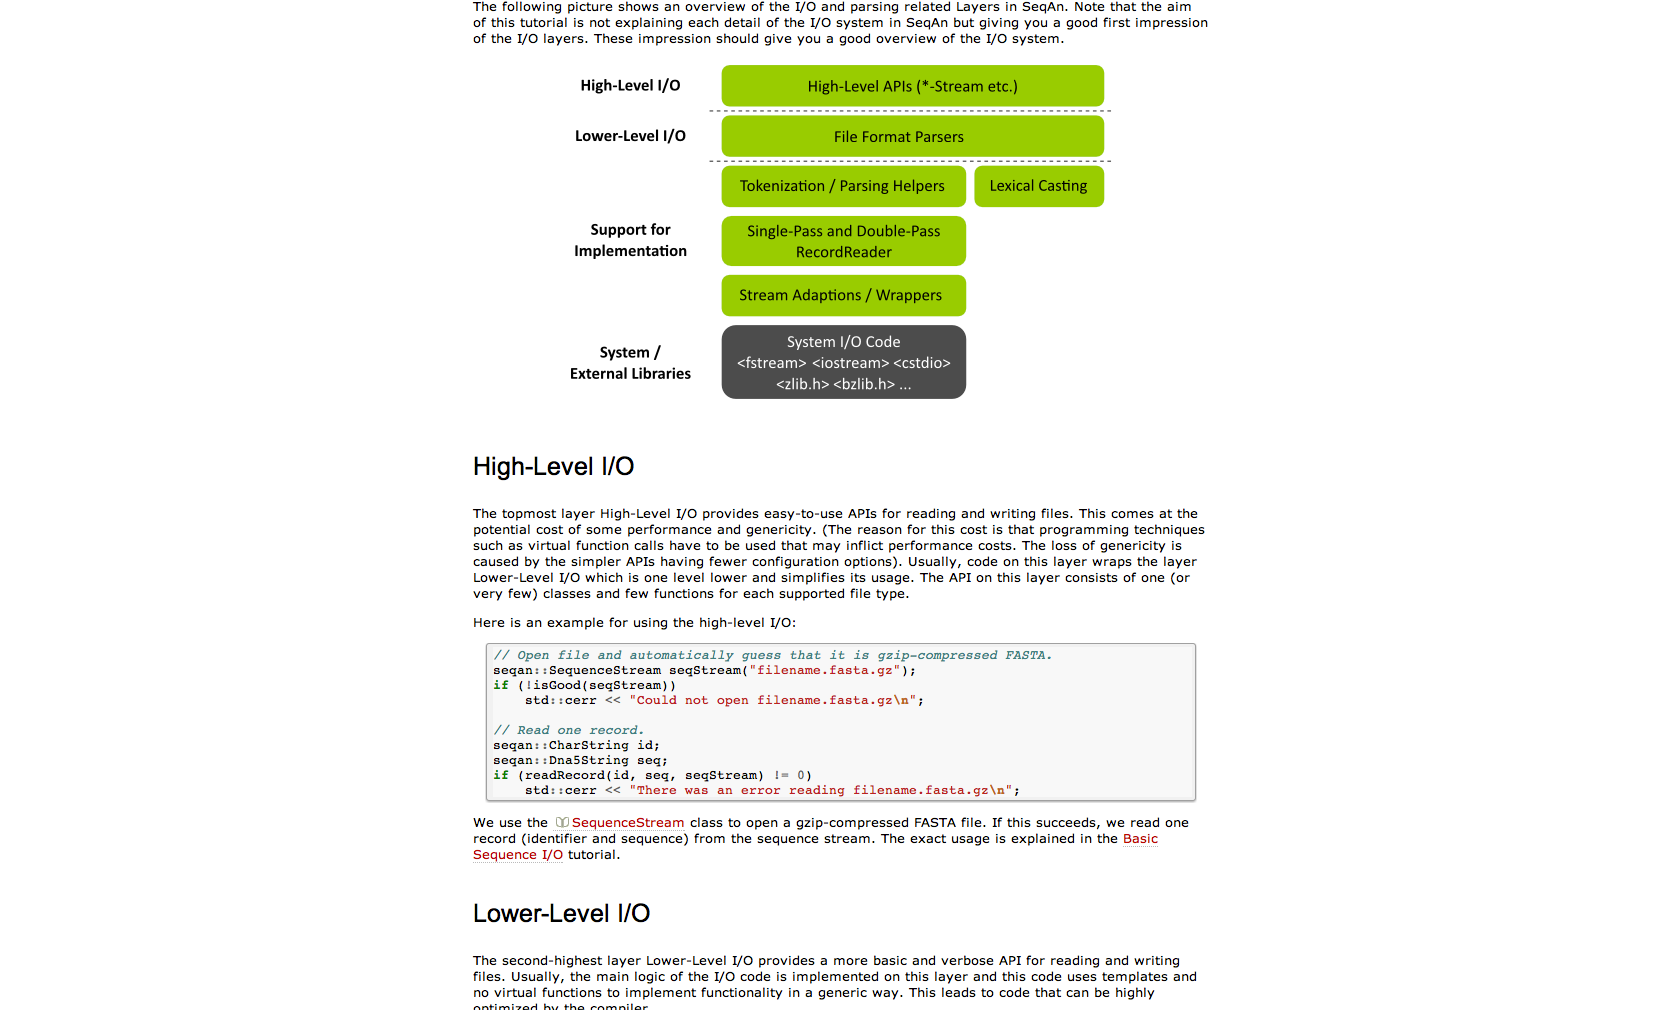 The following picture shows an overview of the I/O and parsing related Layers in SeqAn. Note that the aim
of this tutorial is not explaining each detail of the I/O system in SeqAn but giving you a good first impression
of the I/O layers. These impression should give you a good overview of the I/O system.
High-Level I/O
High-Level APIs (*-Stream etc.)
Lower-Level I/O
File Format Parsers
Tokenization / Parsing Helpers
Lexical Casting
Support for
Implementation
Single-Pass and Double-Pass
RecordReader
Stream Adaptions / Wrappers
System /
External Libraries
System I/O Code
<fstream> <iostream> <cstdio>
<zlib.h> <bzlib.h> ...
High-Level I/O
The topmost layer High-Level I/O provides easy-to-use APIs for reading and writing files. This comes at the
potential cost of some performance and genericity. (The reason for this cost is that programming techniques
such as virtual function calls have to be used that may inflict performance costs. The loss of genericity is
caused by the simpler APIs having fewer configuration options). Usually, code on this layer wraps the layer
Lower-Level I/O which is one level lower and simplifies its usage. The API on this layer consists of one (or
very few) classes and few functions for each supported file type.
Here is an example for using the high-level I/O:
// Open file and automatically guess that it is gzip-compressed FASTA.
seqan::SequenceStream seqStream("filename.fasta.gz");
if (!isGood(seqStream))
    std::cerr << "Could not open filename.fasta.gz\n";
// Read one record.
seqan::CharString id;
seqan::Dna5String seq;
if (readRecord(id, seq, seqStream) != 0)
    std::cerr << "There was an error reading filename.fasta.gz\n";
We use the SequenceStream class to open a gzip-compressed FASTA file. If this succeeds, we read one
record (identifier and sequence) from the sequence stream. The exact usage is explained in the Basic
Sequence I/O tutorial.
Lower-Level I/O
The second-highest layer Lower-Level I/O provides a more basic and verbose API for reading and writing
files. Usually, the main logic of the I/O code is implemented on this layer and this code uses templates and
no virtual functions to implement functionality in a generic way. This leads to code that can be highly
optimized by the compiler.